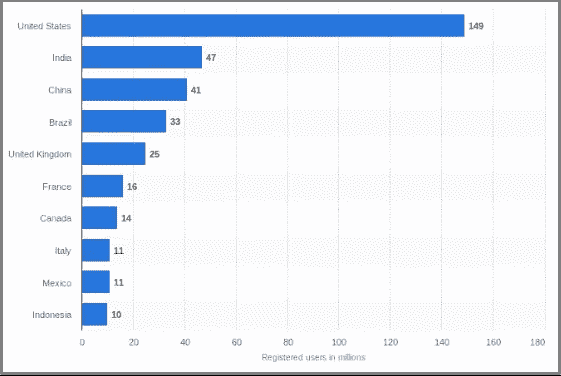 United States 149
India 47
China 41
Brazil 33
United Kingdom 25
France 16
Canada 14
Italy 11
Mexico 11
Indonesia 10
0 20 40 60 80 100 120 140 160 180
Registered users in millions